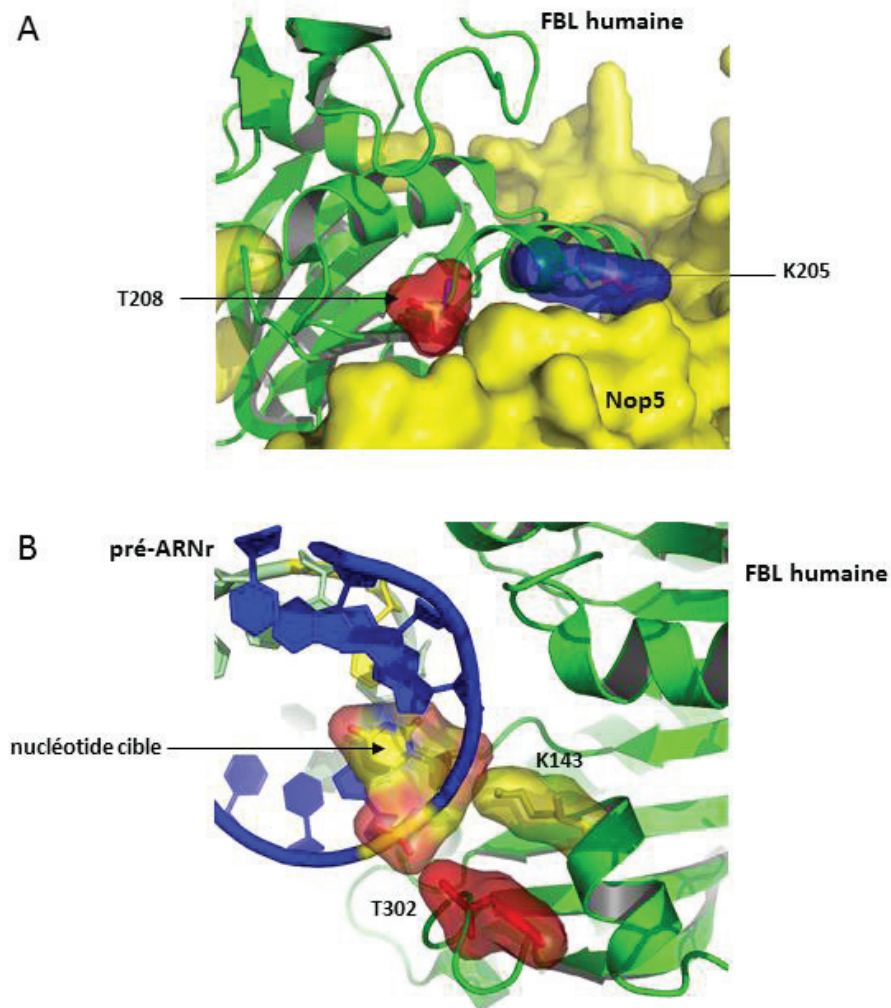 A
FBL humaine
K205
T208
Nop5
B
pré-ARNr
FBL humaine
nucléotide cible
K143
T302